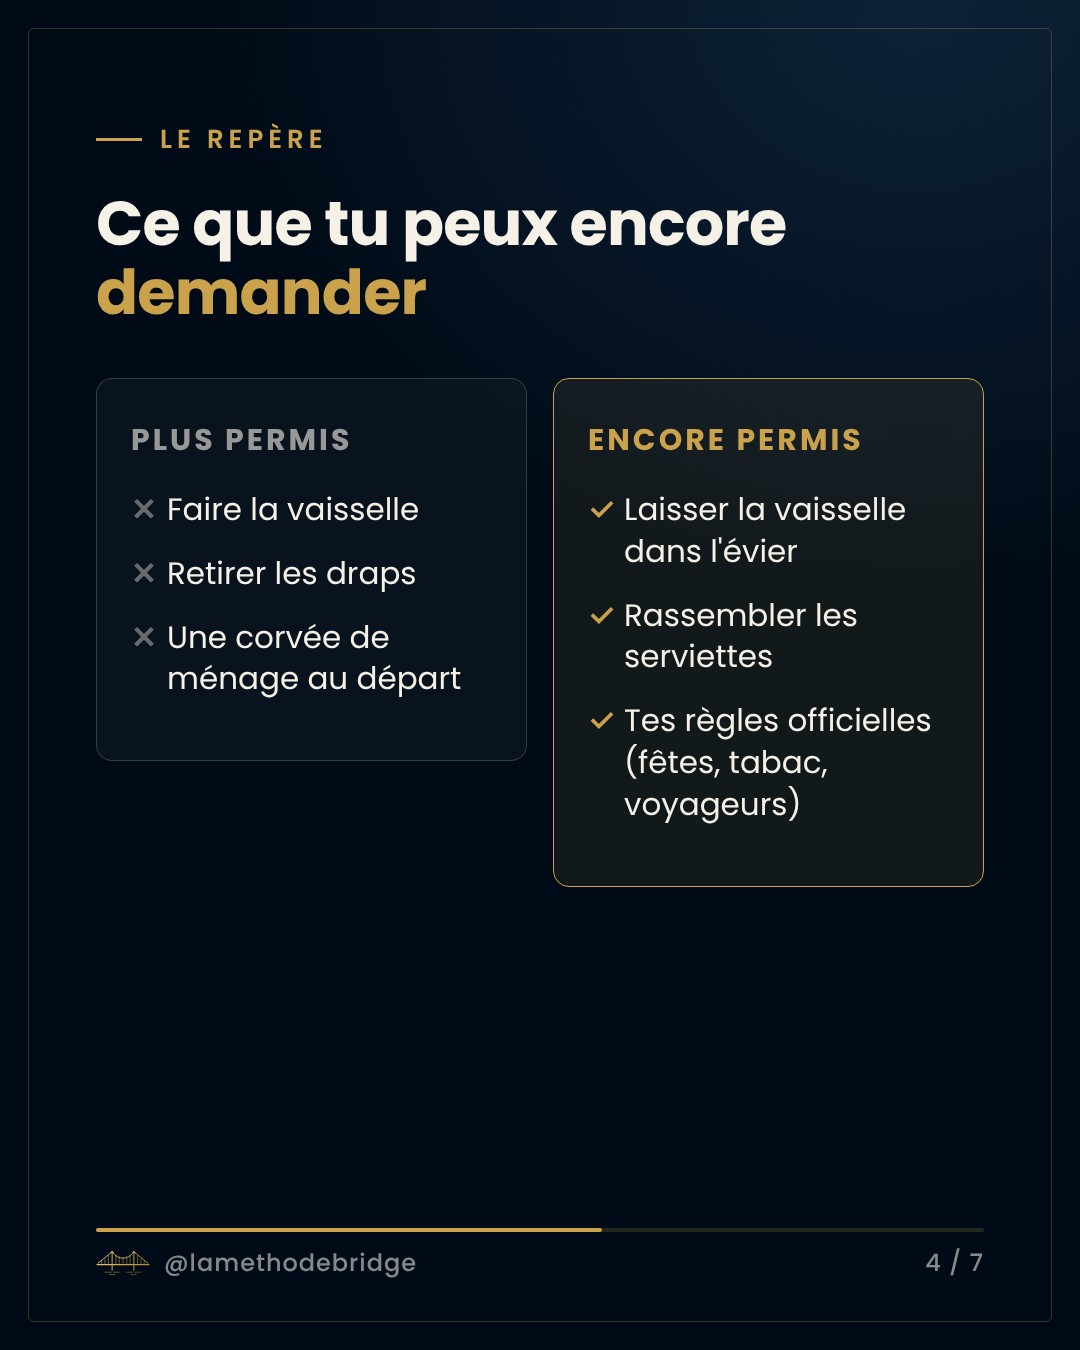 LE REPÈRE
Ce que tu peux encore
demander
PLUS PERMIS
✕ Faire la vaisselle
✕ Retirer les draps
✕ Une corvée de
ménage au départ
ENCORE PERMIS
✓ Laisser la vaisselle
dans l'évier
✓ Rassembler les
serviettes
✓ Tes règles officielles
(fêtes, tabac,
voyageurs)
@lamethodebridge
4 / 7